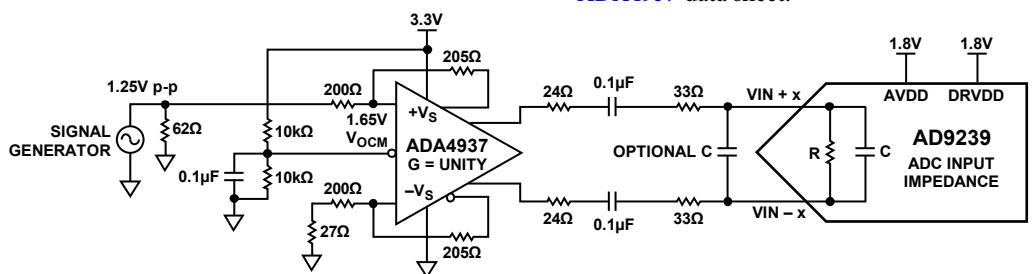 ADA4937 data sheet.
3.3V
205Ω
1.8V
1.8V
1.25V p-p
200Ω
24Ω
0.1µF
33Ω
VIN + x
AVDD
DRVDD
+VS
1.65V
VOCM
SIGNAL
GENERATOR
62Ω
10kΩ
ADA4937
G = UNITY
OPTIONAL C
R
C
AD9239
ADC INPUT
IMPEDANCE
0.1µF
10kΩ
200Ω
–VS
27Ω
205Ω
24Ω
0.1µF
33Ω
VIN – x